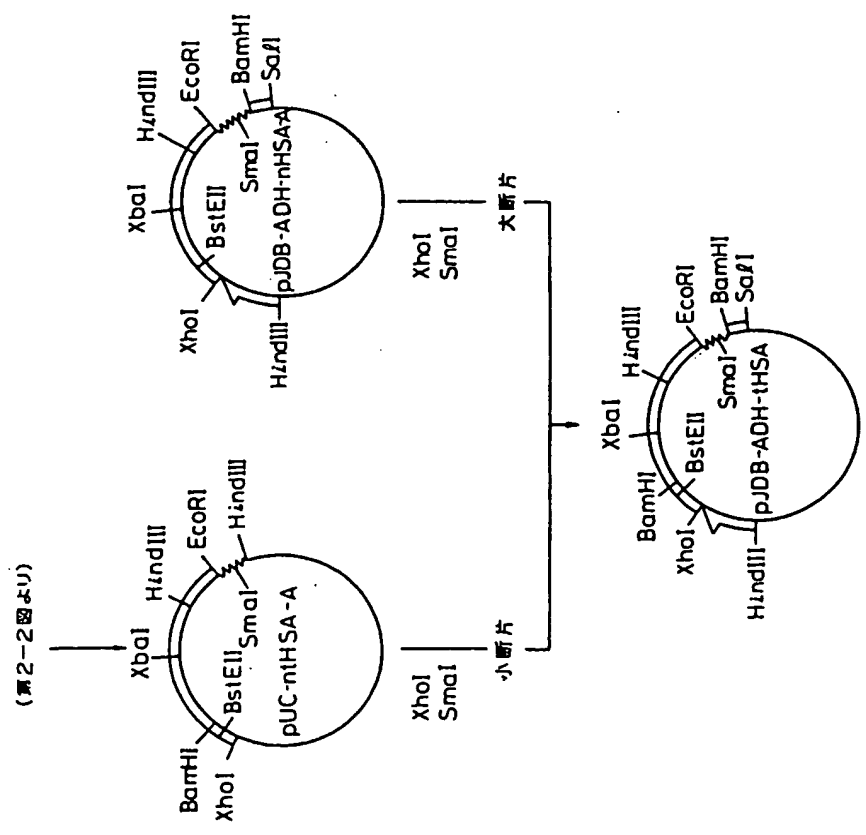 (第2-2図より)
XbaI
HindIII
EcoRI
HindIII
SmaI
BstEII
BamHI
XhoI
pUC-ntHSA-A
XhoI
SmaI
小断片
XbaI
HindIII
EcoRI
BamHI
SalI
SmaI
BstEII
XhoI
HindIII
pJDB-ADH-nHSA-A
XhoI
SmaI
大断片
XbaI
HindIII
EcoRI
BamHI
SalI
SmaI
BstEII
BamHI
XhoI
HindIII
pJDB-ADH-tHSA